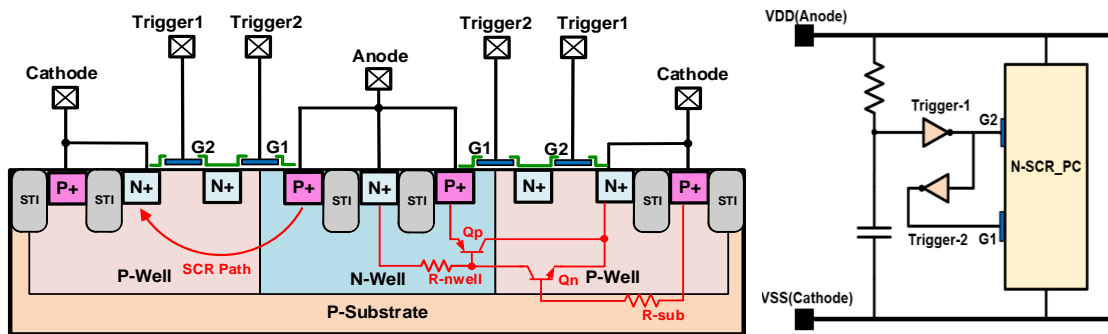 Trigger1 Trigger2 Trigger2 Trigger1
Anode
Cathode Cathode
G2 G1 G1 G2
STI P+ STI N+ N+ P+ STI N+ STI P+ N+ N+ STI P+ STI
Qp
SCR Path
P-Well R-nwell Qn P-Well
N-Well
R-sub
P-Substrate
VDD(Anode)
Trigger-1
G2
N-SCR_PC
G1
Trigger-2
VSS(Cathode)